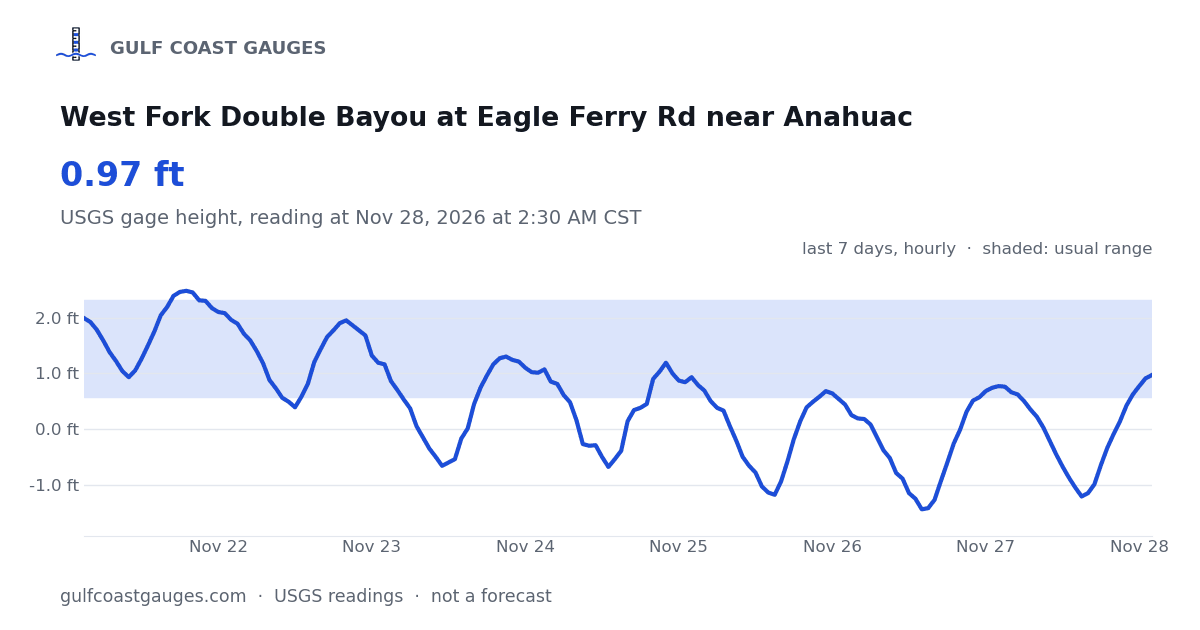 GULF COAST GAUGES
West Fork Double Bayou at Eagle Ferry Rd near Anahuac
0.97 ft
USGS gage height, reading at Nov 28, 2026 at 2:30 AM CST
last 7 days, hourly · shaded: usual range
2.0 ft
1.0 ft
0.0 ft
-1.0 ft
Nov 22 Nov 23 Nov 24 Nov 25 Nov 26 Nov 27 Nov 28
gulfcoastgauges.com · USGS readings · not a forecast